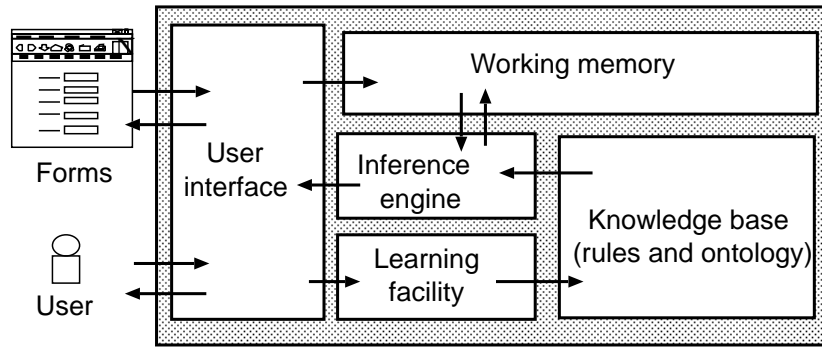 Forms
User
User
interface
Working memory
Inference
engine
Learning
facility
Knowledge base
(rules and ontology)